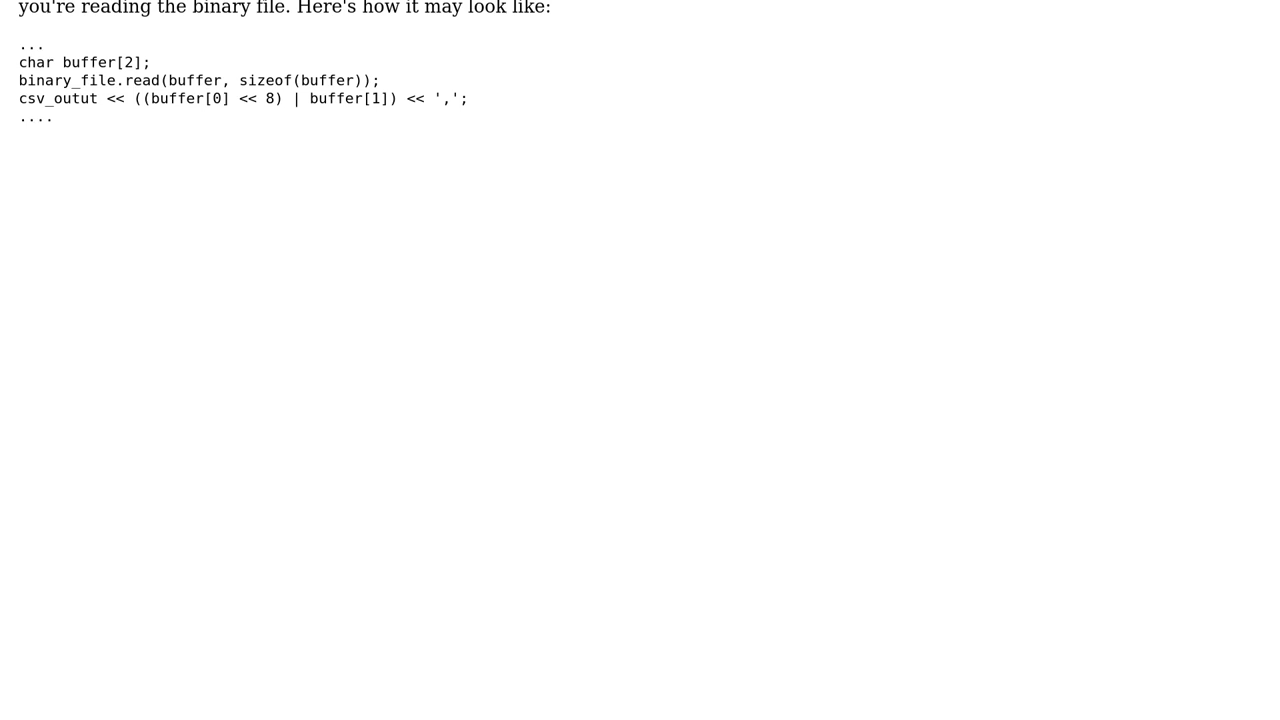 you're reading the binary file. Here's how it may look like:
...
char buffer[2];
binary_file.read(buffer, sizeof(buffer));
csv_outut << ((buffer[0] << 8) | buffer[1]) << ',';
....